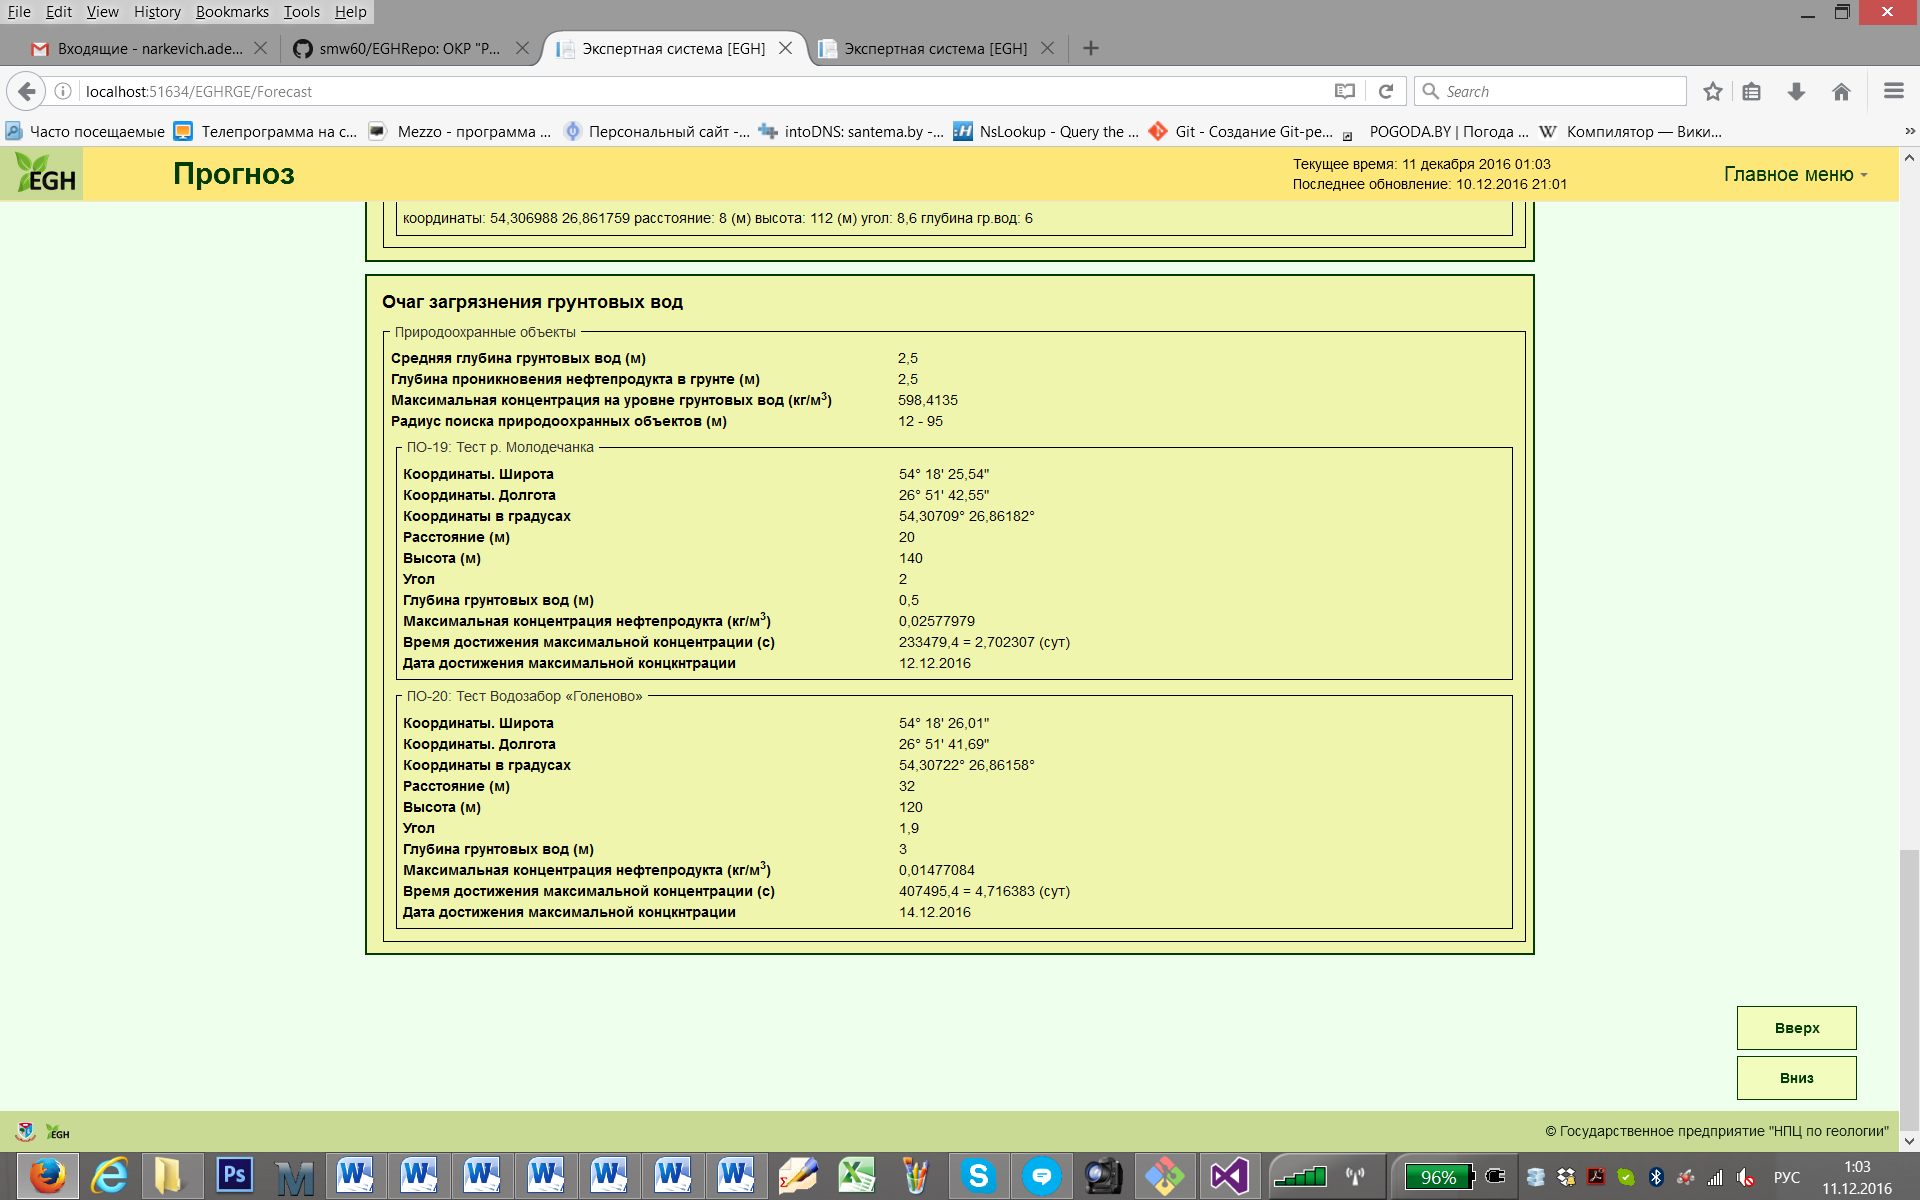 File Edit View History Bookmarks Tools Help
Входящие - narkevich.ade...
smw60/EGHRepo: ОКР "Р...
Экспертная система [EGH]
Экспертная система [EGH]
localhost:51634/EGHRGE/Forecast
Search
Часто посещаемые
Телепрограмма на с...
Mezzo - программа ...
Персональный сайт -...
intoDNS: santema.by -...
NsLookup - Query the ...
Git - Создание Git-ре...
POGODA.BY | Погода ...
Компилятор — Вики...
EGH
Прогноз
Текущее время: 11 декабря 2016 01:03
Последнее обновление: 10.12.2016 21:01
Главное меню
координаты: 54,306988 26,861759 расстояние: 8 (м) высота: 112 (м) угол: 8,6 глубина гр.вод: 6
Очаг загрязнения грунтовых вод
Природоохранные объекты
Средняя глубина грунтовых вод (м) 2,5
Глубина проникновения нефтепродукта в грунте (м) 2,5
Максимальная концентрация на уровне грунтовых вод (кг/м³) 598,4135
Радиус поиска природоохранных объектов (м) 12 - 95
ПО-19: Тест р. Молодечанка
Координаты. Широта 54° 18' 25,54"
Координаты. Долгота 26° 51' 42,55"
Координаты в градусах 54,30709° 26,86182°
Расстояние (м) 20
Высота (м) 140
Угол 2
Глубина грунтовых вод (м) 0,5
Максимальная концентрация нефтепродукта (кг/м³) 0,02577979
Время достижения максимальной концентрации (с) 233479,4 = 2,702307 (сут)
Дата достижения максимальной концкнтрации 12.12.2016
ПО-20: Тест Водозабор «Голеново»
Координаты. Широта 54° 18' 26,01"
Координаты. Долгота 26° 51' 41,69"
Координаты в градусах 54,30722° 26,86158°
Расстояние (м) 32
Высота (м) 120
Угол 1,9
Глубина грунтовых вод (м) 3
Максимальная концентрация нефтепродукта (кг/м³) 0,01477084
Время достижения максимальной концентрации (с) 407495,4 = 4,716383 (сут)
Дата достижения максимальной концкнтрации 14.12.2016
Вверх
Вниз
EGH
© Государственное предприятие "НПЦ по геологии"
96%
РУС
1:03
11.12.2016